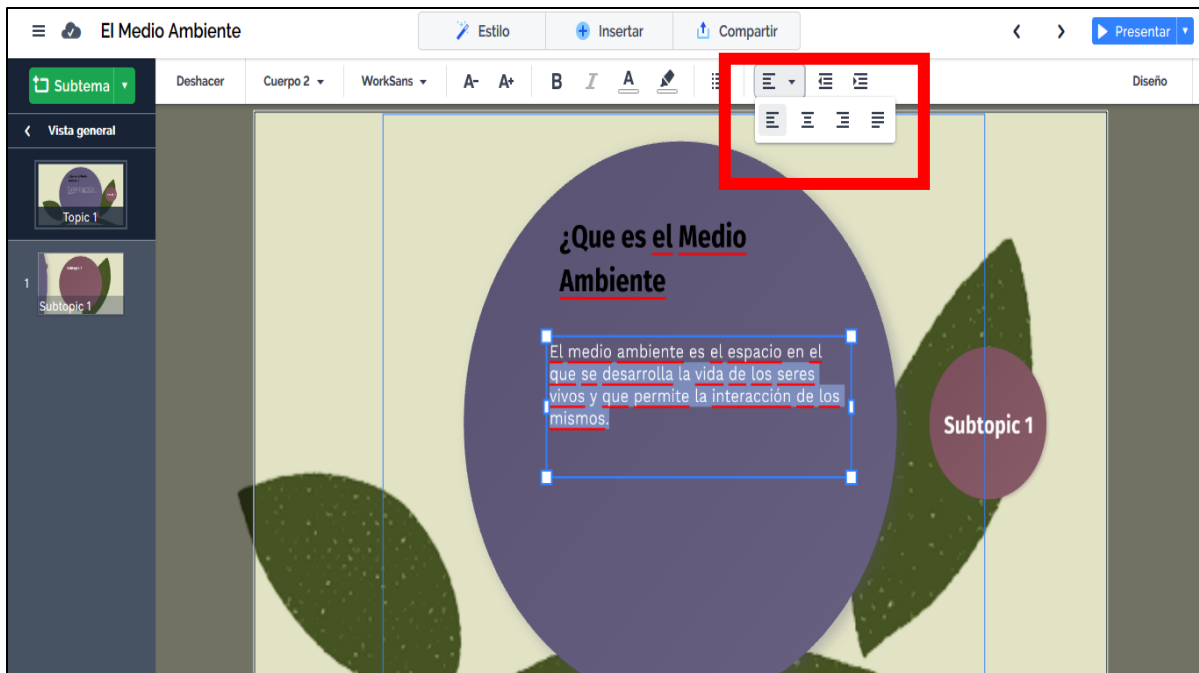 El Medio Ambiente
Estilo
Insertar
Compartir
Presentar
Subtema
Deshacer
Cuerpo 2
WorkSans
A- A+ B I A
Diseño
Vista general
Topic 1
1
Subtopic 1
¿Que es el Medio
Ambiente
El medio ambiente es el espacio en el
que se desarrolla la vida de los seres
vivos y que permite la interacción de los
mismos.
Subtopic 1